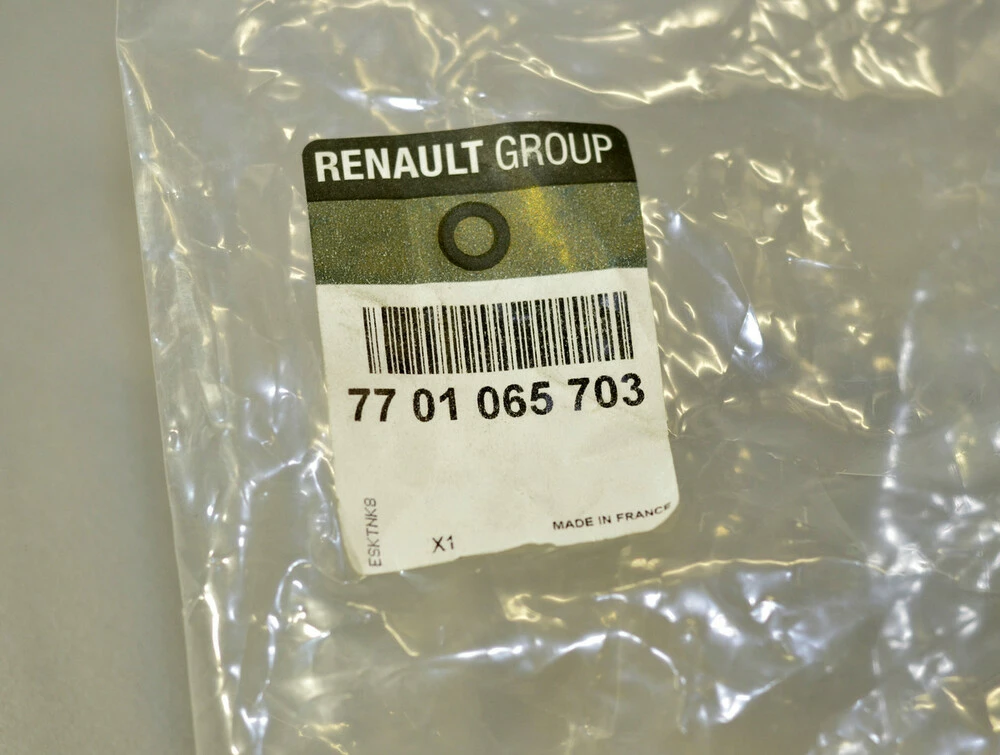 RENAULT GROUP
77 01 065 703
ESKTNK8
X1
MADE IN FRANCE